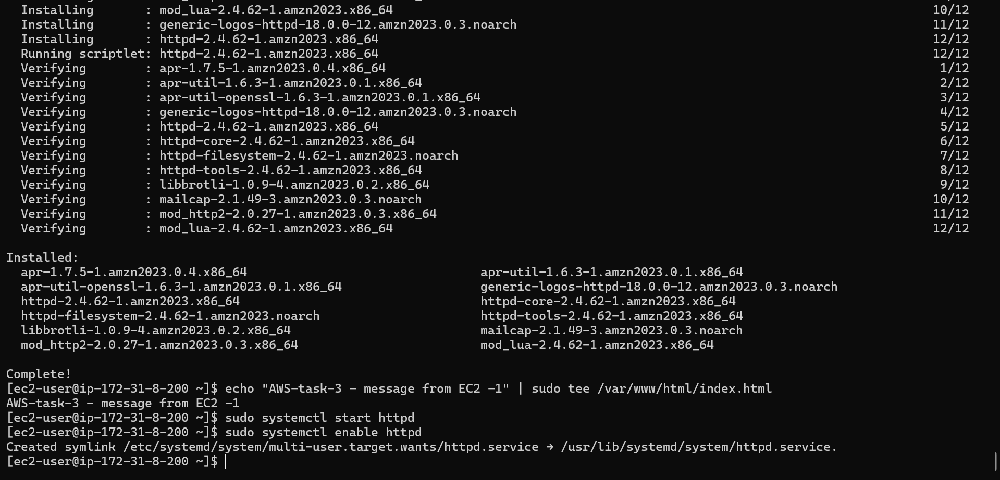 Installing : mod_lua-2.4.62-1.amzn2023.x86_64 10/12
Installing : generic-logos-httpd-18.0.0-12.amzn2023.0.3.noarch 11/12
Installing : httpd-2.4.62-1.amzn2023.x86_64 12/12
Running scriptlet: httpd-2.4.62-1.amzn2023.x86_64 12/12
Verifying : apr-1.7.5-1.amzn2023.0.4.x86_64 1/12
Verifying : apr-util-1.6.3-1.amzn2023.0.1.x86_64 2/12
Verifying : apr-util-openssl-1.6.3-1.amzn2023.0.1.x86_64 3/12
Verifying : generic-logos-httpd-18.0.0-12.amzn2023.0.3.noarch 4/12
Verifying : httpd-2.4.62-1.amzn2023.x86_64 5/12
Verifying : httpd-core-2.4.62-1.amzn2023.x86_64 6/12
Verifying : httpd-filesystem-2.4.62-1.amzn2023.noarch 7/12
Verifying : httpd-tools-2.4.62-1.amzn2023.x86_64 8/12
Verifying : libbrotli-1.0.9-4.amzn2023.0.2.x86_64 9/12
Verifying : mailcap-2.1.49-3.amzn2023.0.3.noarch 10/12
Verifying : mod_http2-2.0.27-1.amzn2023.0.3.x86_64 11/12
Verifying : mod_lua-2.4.62-1.amzn2023.x86_64 12/12
Installed:
apr-1.7.5-1.amzn2023.0.4.x86_64 apr-util-1.6.3-1.amzn2023.0.1.x86_64
apr-util-openssl-1.6.3-1.amzn2023.0.1.x86_64 generic-logos-httpd-18.0.0-12.amzn2023.0.3.noarch
httpd-2.4.62-1.amzn2023.x86_64 httpd-core-2.4.62-1.amzn2023.x86_64
httpd-filesystem-2.4.62-1.amzn2023.noarch httpd-tools-2.4.62-1.amzn2023.x86_64
libbrotli-1.0.9-4.amzn2023.0.2.x86_64 mailcap-2.1.49-3.amzn2023.0.3.noarch
mod_http2-2.0.27-1.amzn2023.0.3.x86_64 mod_lua-2.4.62-1.amzn2023.x86_64
Complete!
[ec2-user@ip-172-31-8-200 ~]$ echo "AWS-task-3 - message from EC2 -1" | sudo tee /var/www/html/index.html
AWS-task-3 - message from EC2 -1
[ec2-user@ip-172-31-8-200 ~]$ sudo systemctl start httpd
[ec2-user@ip-172-31-8-200 ~]$ sudo systemctl enable httpd
Created symlink /etc/systemd/system/multi-user.target.wants/httpd.service → /usr/lib/systemd/system/httpd.service.
[ec2-user@ip-172-31-8-200 ~]$